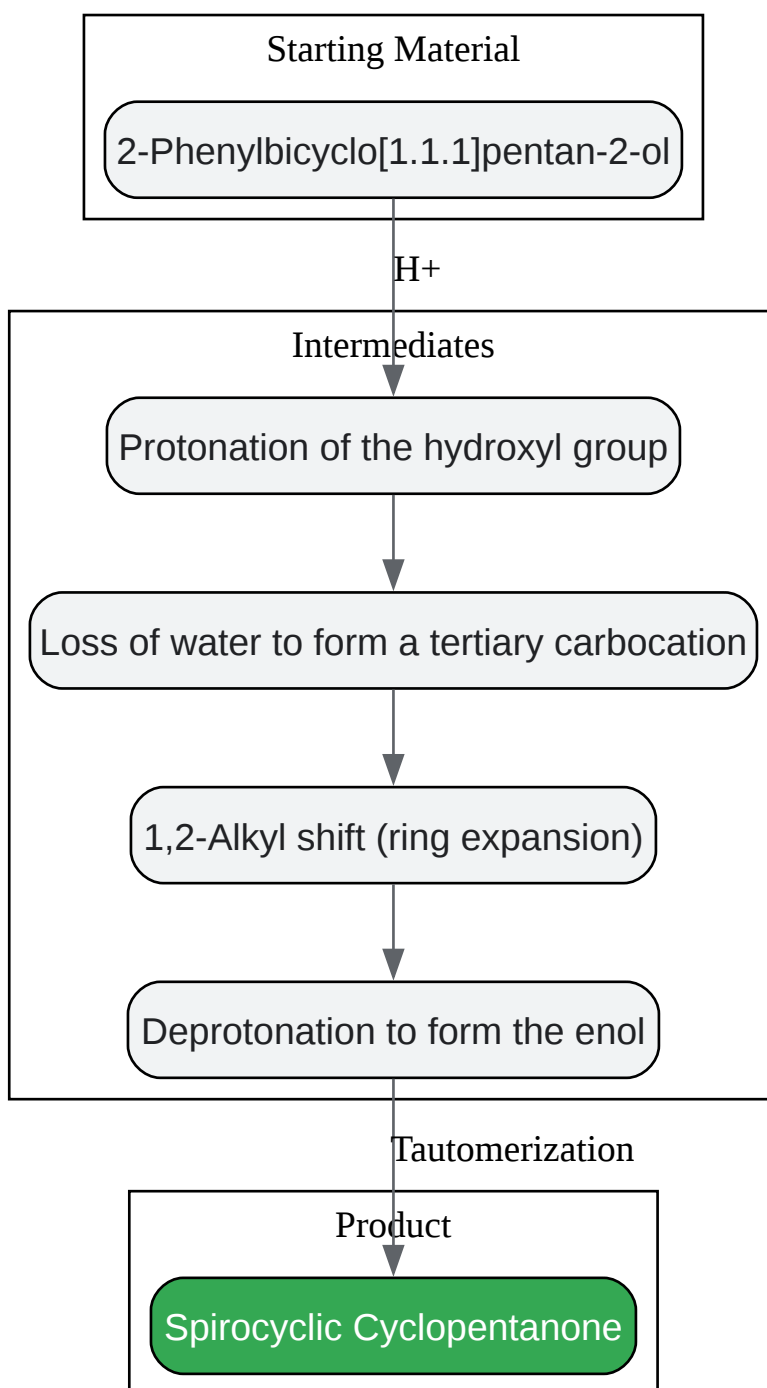 Starting Material
2-Phenylbicyclo[1.1.1]pentan-2-ol
H+
Intermediates
Protonation of the hydroxyl group
Loss of water to form a tertiary carbocation
1,2-Alkyl shift (ring expansion)
Deprotonation to form the enol
Tautomerization
Product
Spirocyclic Cyclopentanone